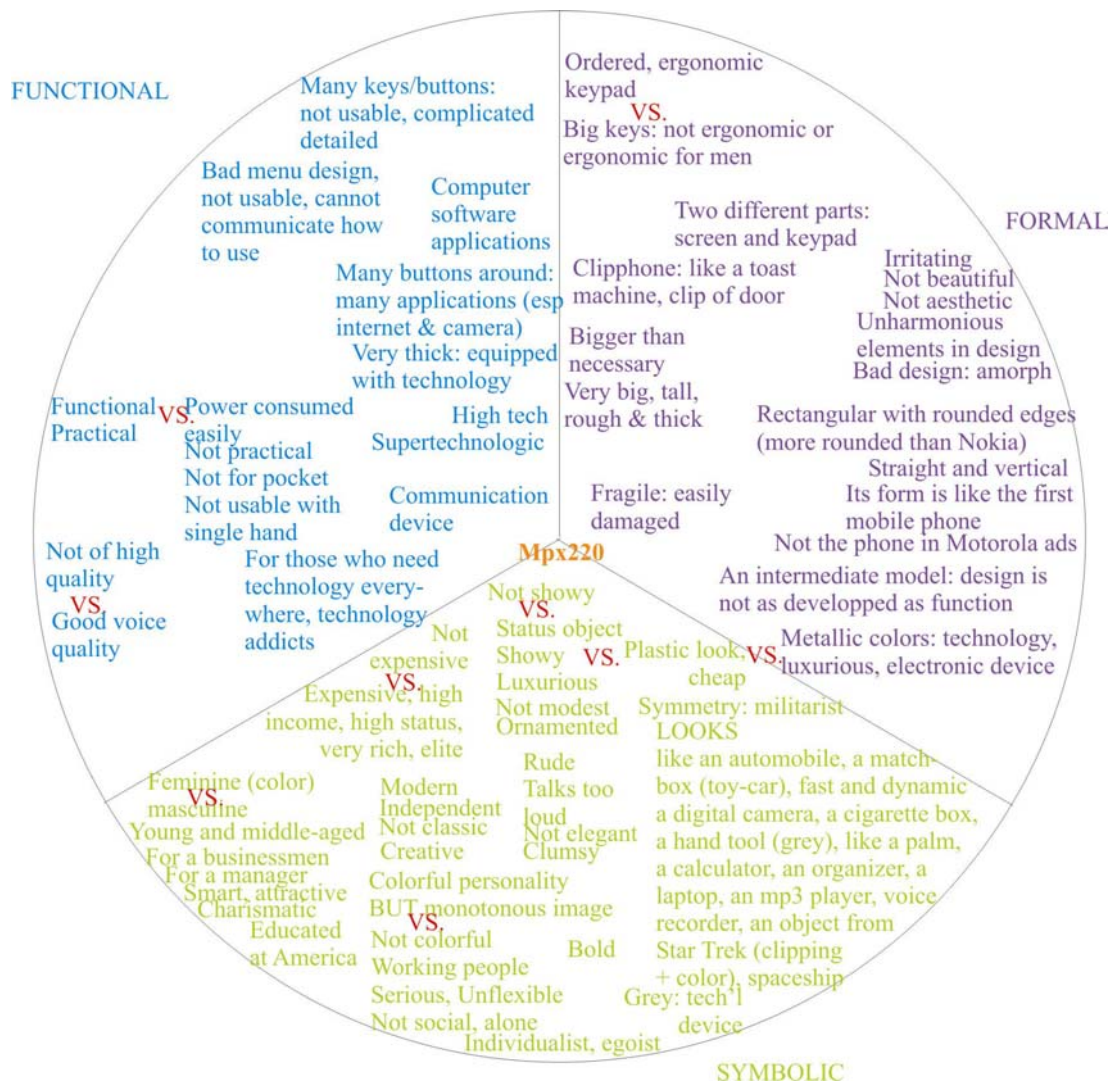 FUNCTIONAL
Many keys/buttons:
not usable, complicated
detailed
Bad menu design,
not usable, cannot
communicate how
to use
Computer
software
applications
Many buttons around:
many applications (esp
internet & camera)
Very thick: equipped
with technology
Functional
Practical
VS.
Power consumed
easily
Not practical
Not for pocket
Not usable with
single hand
High tech
Supertechnologic
Communication
device
Not of high
quality
VS.
Good voice
quality
For those who need
technology every-
where, technology
addicts
FORMAL
Ordered, ergonomic
keypad
VS.
Big keys: not ergonomic or
ergonomic for men
Two different parts:
screen and keypad
Clipphone: like a toast
machine, clip of door
Irritating
Not beautiful
Not aesthetic
Unharmonious
elements in design
Bad design: amorph
Bigger than
necessary
Very big, tall,
rough & thick
Rectangular with rounded edges
(more rounded than Nokia)
Straight and vertical
Its form is like the first
mobile phone
Fragile: easily
damaged
Not the phone in Motorola ads
An intermediate model: design is
not as developped as function
Metallic colors: technology,
luxurious, electronic device
VS.
Mpx220
Not showy
VS.
Status object
Showy
Luxurious
Not modest
Ornamented
VS.
Plastic look,
cheap
Not
expensive
VS.
Expensive, high
income, high status,
very rich, elite
Symmetry: militarist
LOOKS
like an automobile, a match-
box (toy-car), fast and dynamic
a digital camera, a cigarette box,
a hand tool (grey), like a palm,
a calculator, an organizer, a
laptop, an mp3 player, voice
recorder, an object from
Star Trek (clipping
+ color), spaceship
Grey: tech'l
device
Feminine (color)
VS.
masculine
Young and middle-aged
For a businessmen
For a manager
Smart, attractive
Charismatic
Educated
at America
Modern
Independent
Not classic
Creative
Rude
Talks too
loud
Not elegant
Clumsy
Colorful personality
BUT monotonous image
VS.
Not colorful
Working people
Serious, Unflexible
Not social, alone
Bold
Individualist, egoist
SYMBOLIC